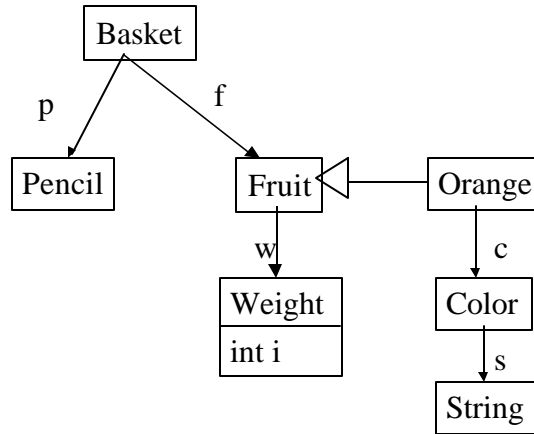 Basket
p
f
Pencil
Fruit
Orange
w
c
Weight
int i
Color
s
String